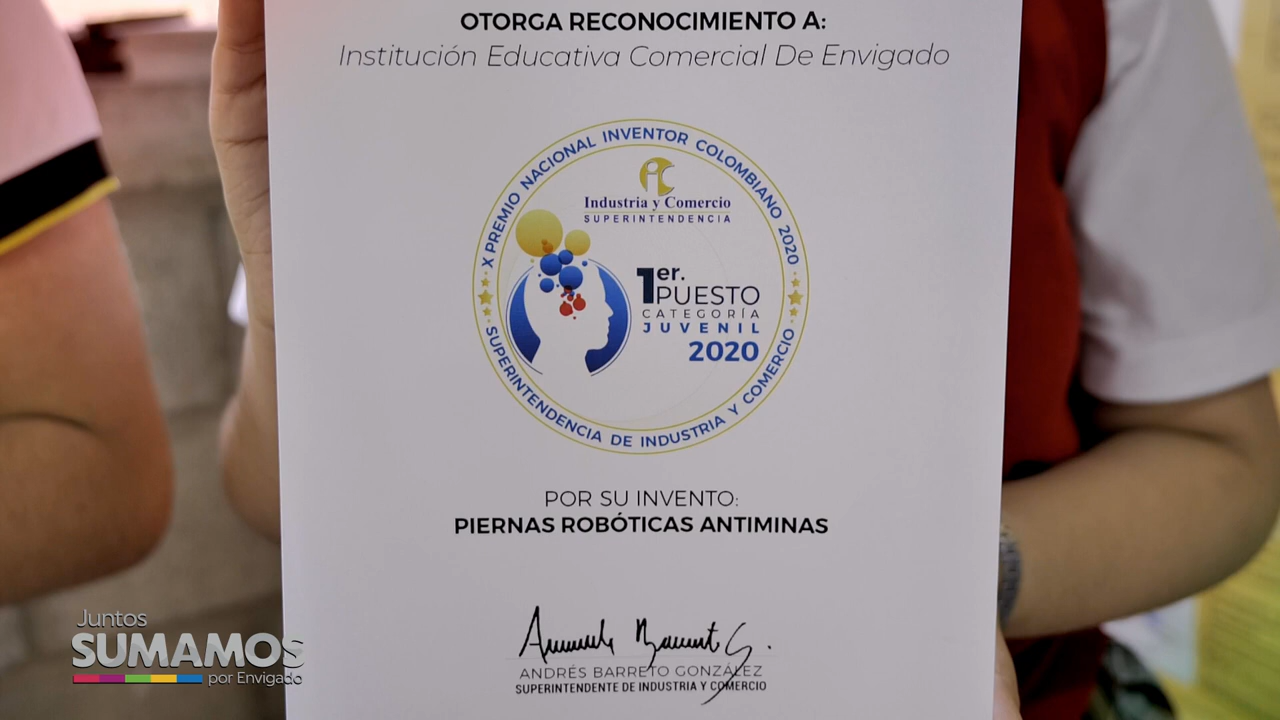 OTORGA RECONOCIMIENTO A:
Institución Educativa Comercial De Envigado
X PREMIO NACIONAL INVENTOR COLOMBIANO 2020
Industria y Comercio
SUPERINTENDENCIA
1er.
PUESTO
CATEGORÍA
JUVENIL
2020
SUPERINTENDENCIA DE INDUSTRIA Y COMERCIO
POR SU INVENTO:
PIERNAS ROBÓTICAS ANTIMINAS
ANDRÉS BARRETO GONZÁLEZ
SUPERINTENDENTE DE INDUSTRIA Y COMERCIO
Juntos
SUMAMOS
por Envigado